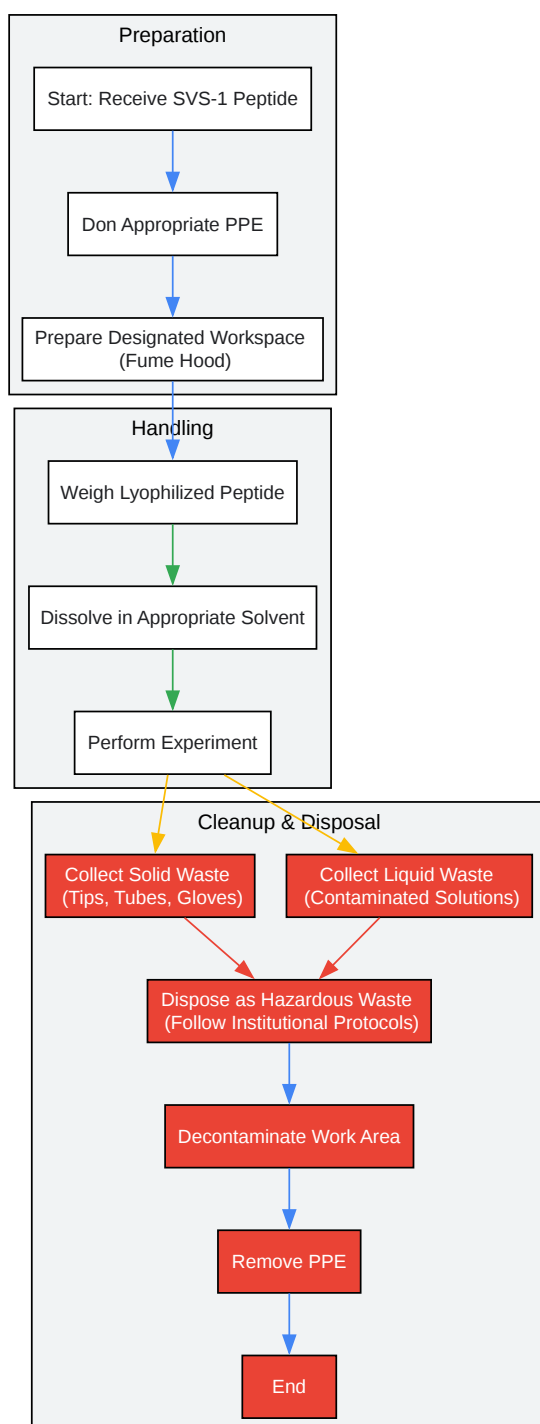 Preparation
Start: Receive SVS-1 Peptide
Don Appropriate PPE
Prepare Designated Workspace
(Fume Hood)
Handling
Weigh Lyophilized Peptide
Dissolve in Appropriate Solvent
Perform Experiment
Cleanup & Disposal
Collect Solid Waste
(Tips, Tubes, Gloves)
Collect Liquid Waste
(Contaminated Solutions)
Dispose as Hazardous Waste
(Follow Institutional Protocols)
Decontaminate Work Area
Remove PPE
End